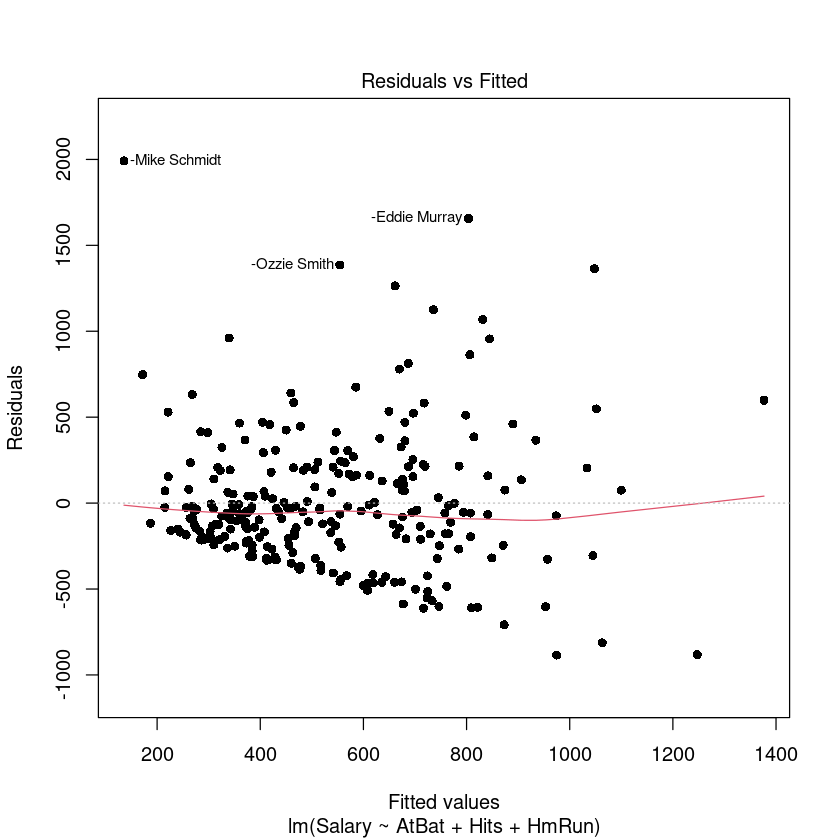 Residuals vs Fitted
2000
1500
1000
500
0
-500
-1000
Residuals
-Mike Schmidt
-Eddie Murray
-Ozzie Smith
200 400 600 800 1000 1200 1400
Fitted values
lm(Salary ~ AtBat + Hits + HmRun)